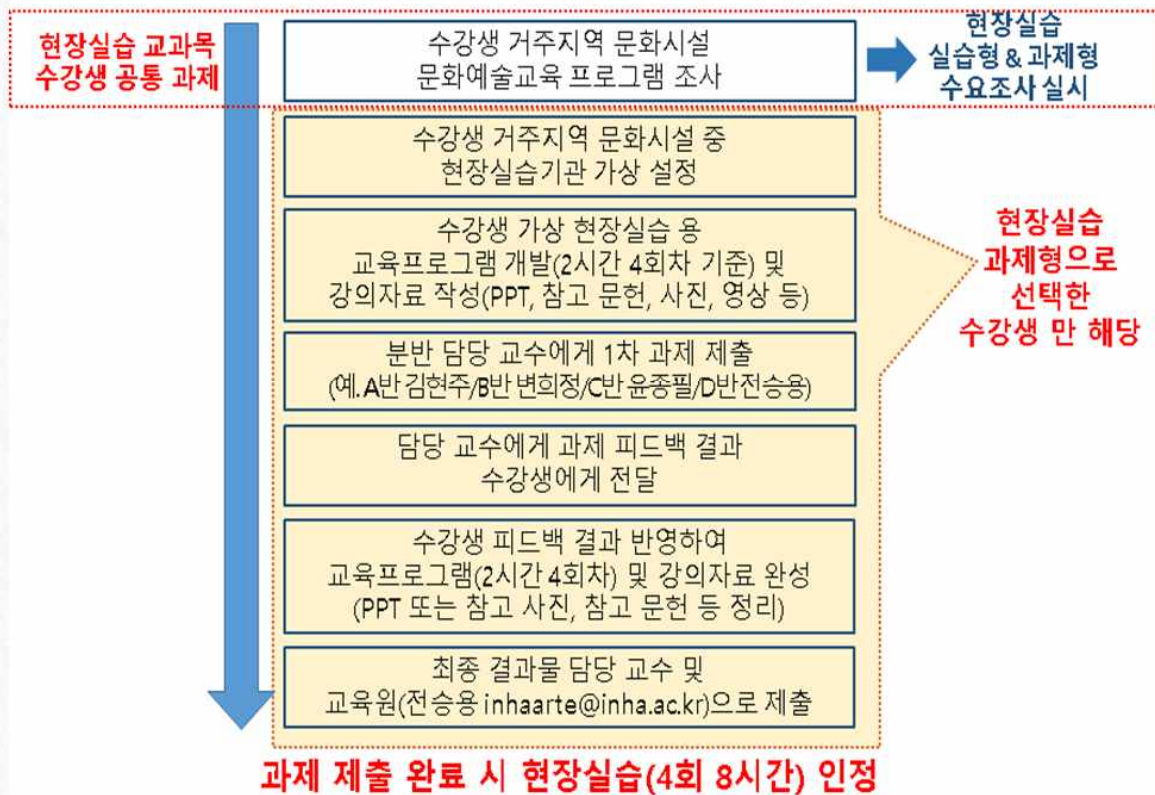 현장실습 교과목
수강생 공통 과제
수강생 거주지역 문화시설
문화예술교육 프로그램 조사
현장실습
실습형 & 과제형
수요조사 실시
수강생 거주지역 문화시설 중
현장실습기관 가상 설정
수강생 가상 현장실습 용
교육프로그램 개발(2시간 4회차 기준) 및
강의자료 작성(PPT, 참고 문헌, 사진, 영상 등)
현장실습
과제형으로
선택한
수강생 만 해당
분반 담당 교수에게 1차 과제 제출
(예. A반 김현주/B반 변희정/C반 윤종필/D반전승용)
담당 교수에게 과제 피드백 결과
수강생에게 전달
수강생 피드백 결과 반영하여
교육프로그램(2시간 4회차) 및 강의자료 완성
(PPT 또는 참고 사진, 참고 문헌 등 정리)
최종 결과물 담당 교수 및
교육원(전승용 inhaarte@inha.ac.kr)으로 제출
과제 제출 완료 시 현장실습(4회 8시간) 인정